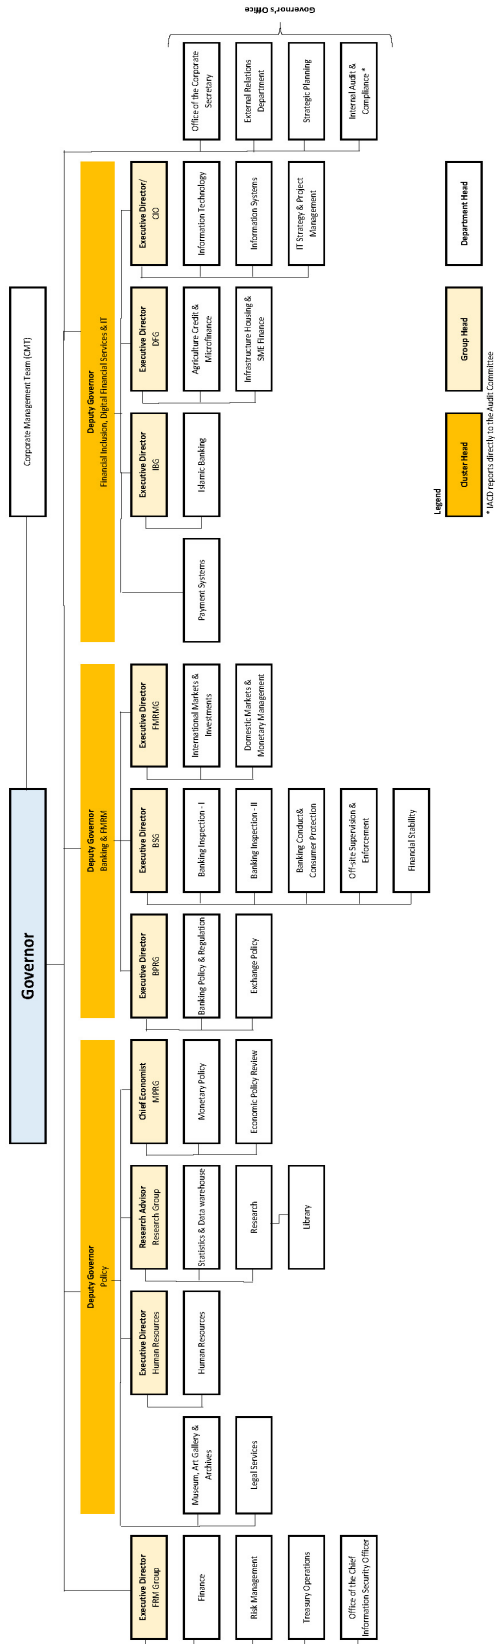 Governor
Corporate Management Team (CMT)
Executive Director
FRM Group
Finance
Risk Management
Treasury Operations
Office of the Chief
Information Security Officer
Deputy Governor
Policy
Museum, Art Gallery &
Archives
Legal Services
Executive Director
Human Resources
Human Resources
Research Advisor
Research Group
Statistics & Data warehouse
Research
Library
Chief Economist
MPRG
Monetary Policy
Economic Policy Review
Deputy Governor
Banking & FMRM
Executive Director
BPRG
Banking Policy & Regulation
Exchange Policy
Executive Director
BSG
Banking Inspection - I
Banking Inspection - II
Banking Conduct&
Consumer Protection
Off-site Supervision &
Enforcement
Financial Stability
Executive Director
FMRMG
International Markets &
Investments
Domestic Markets &
Monetary Management
Deputy Governor
Financial Inclusion, Digital Financial Services & IT
Payment Systems
Executive Director
IBG
Islamic Banking
Executive Director
DFG
Agriculture Credit &
Microfinance
Infrastructure Housing &
SME Finance
Executive Director/
CIO
Information Technology
Information Systems
IT Strategy & Project
Management
Office of the Corporate
Secretary
External Relations
Department
Strategic Planning
Internal Audit &
Compliance *
Governor's Office
Legend
Cluster Head
Group Head
Department Head
* IACD reports directly to the Audit Committee